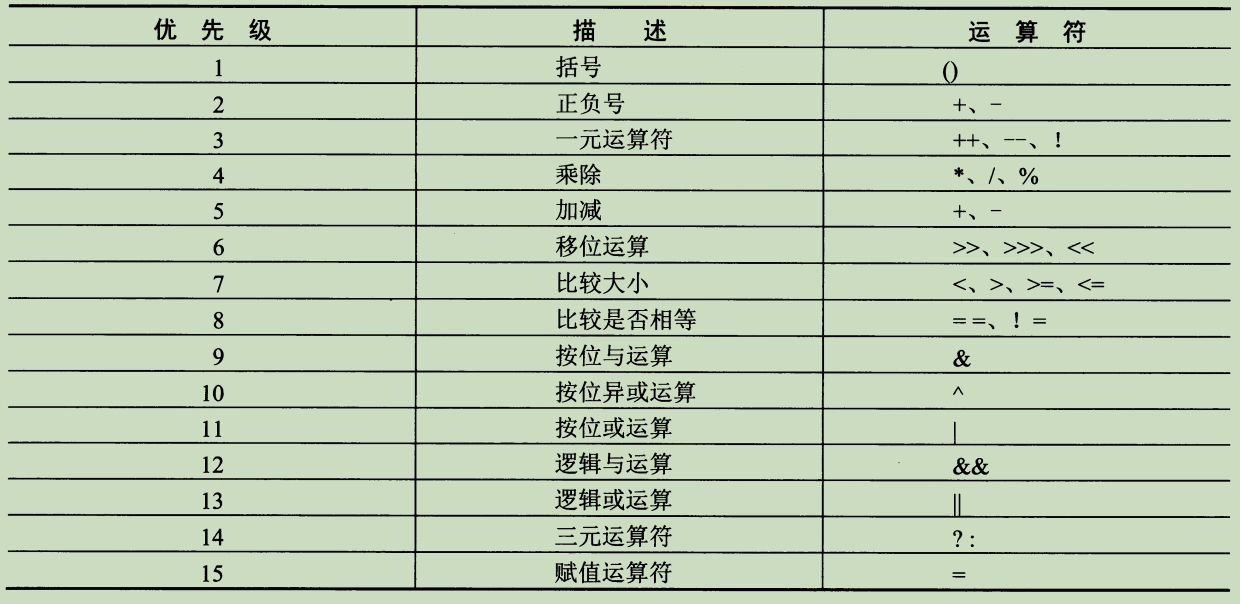 优先级 描述 运算符
1 括号 ()
2 正负号 +、-
3 一元运算符 ++、--、!
4 乘除 *、/、%
5 加减 +、-
6 移位运算 >>、>>>、<<
7 比较大小 <、>、>=、<=
8 比较是否相等 ==、! =
9 按位与运算 &
10 按位异或运算 ^
11 按位或运算 |
12 逻辑与运算 &&
13 逻辑或运算 ||
14 三元运算符 ? :
15 赋值运算符 =